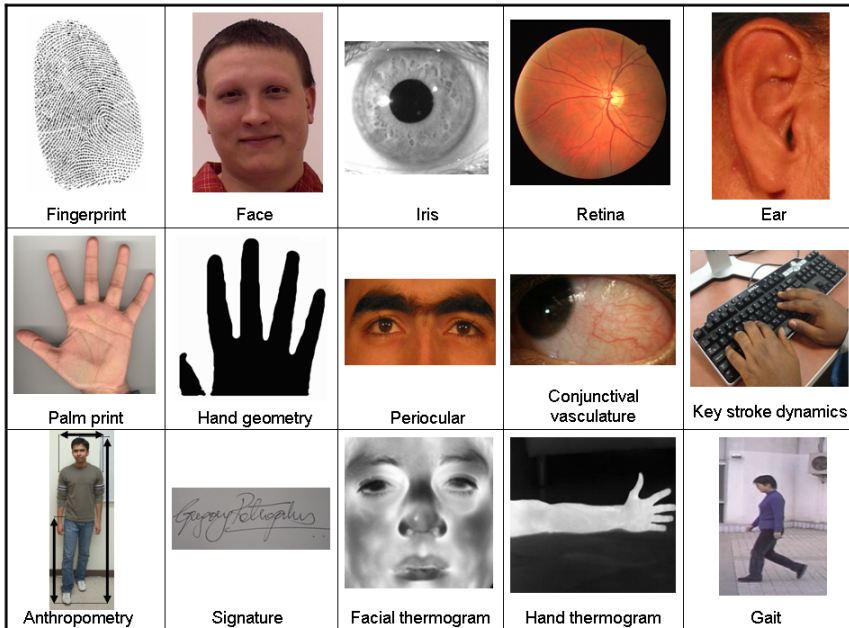 Fingerprint
Face
Iris
Retina
Ear
Palm print
Hand geometry
Periocular
Conjunctival
vasculature
Key stroke dynamics
Anthropometry
Signature
Facial thermogram
Hand thermogram
Gait